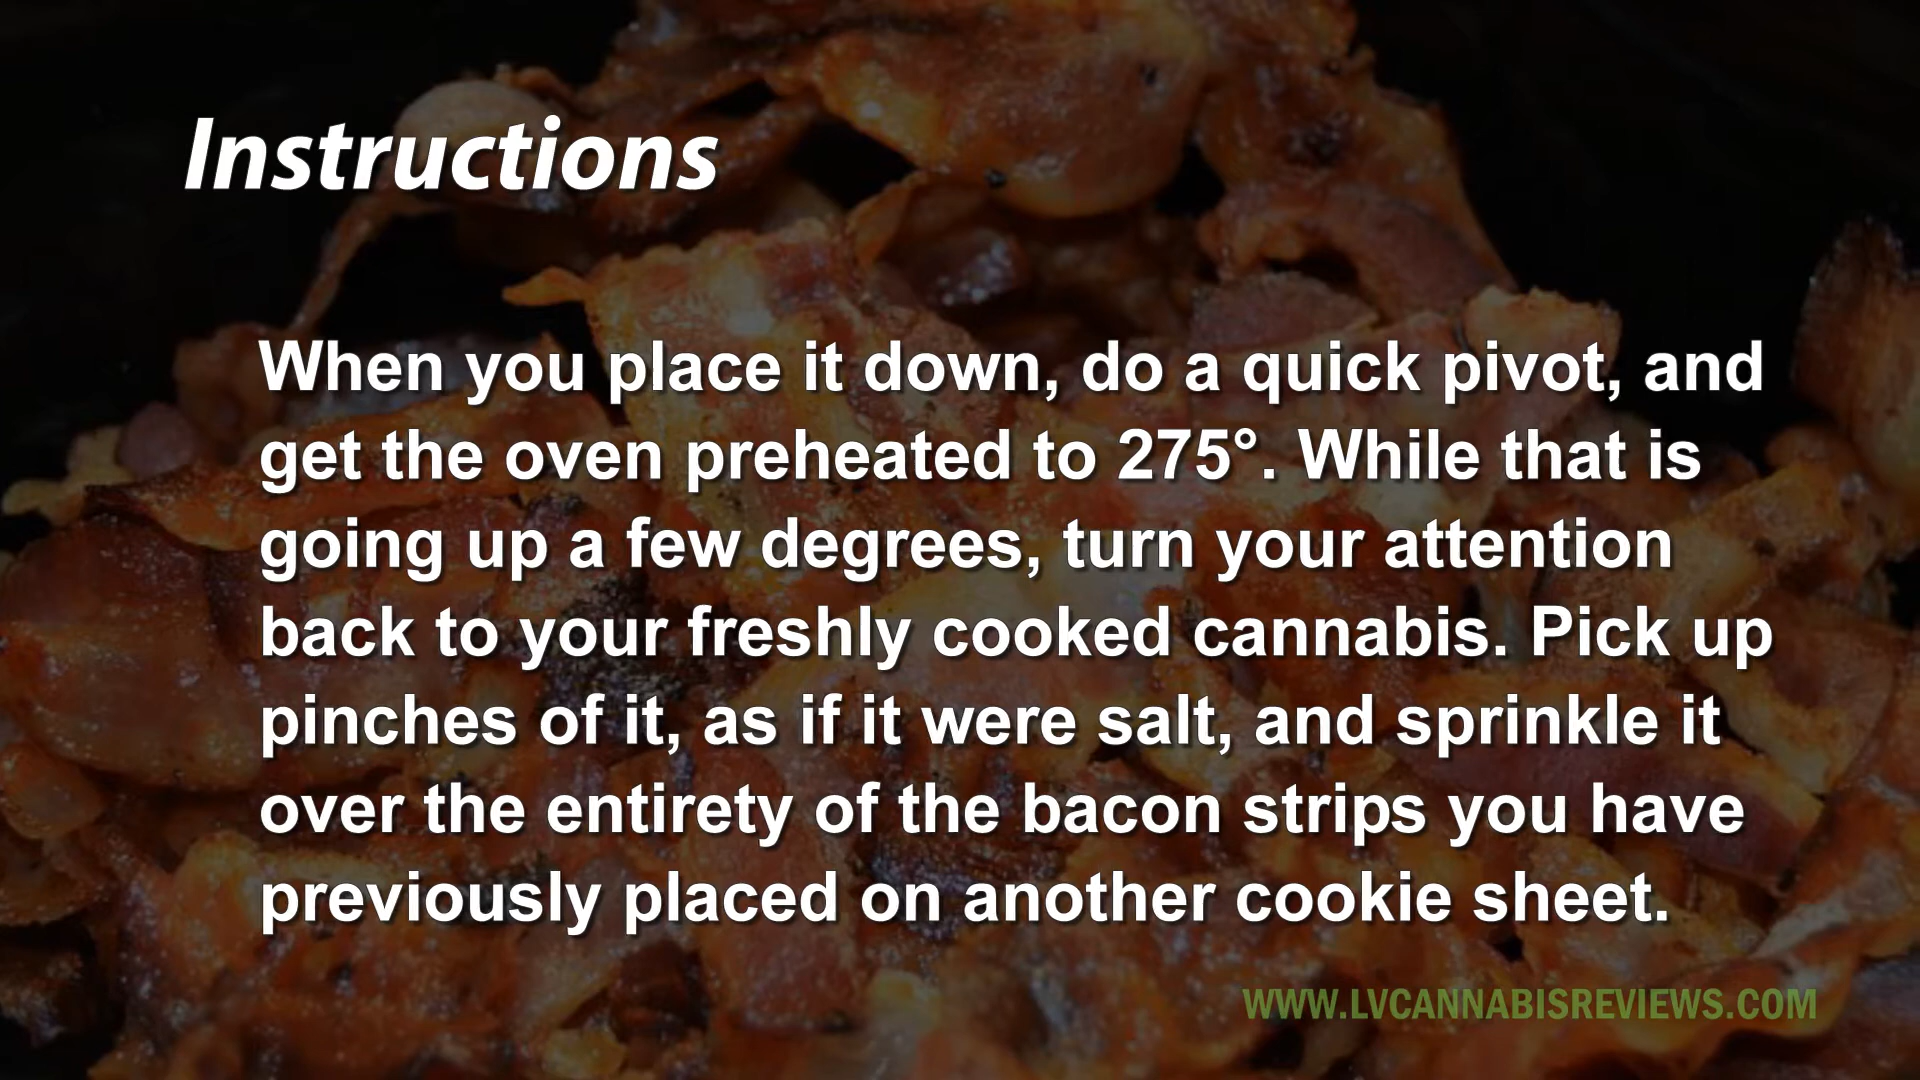 Instructions
When you place it down, do a quick pivot, and
get the oven preheated to 275°. While that is
going up a few degrees, turn your attention
back to your freshly cooked cannabis. Pick up
pinches of it, as if it were salt, and sprinkle it
over the entirety of the bacon strips you have
previously placed on another cookie sheet.
WWW.LVCANNABISREVIEWS.COM